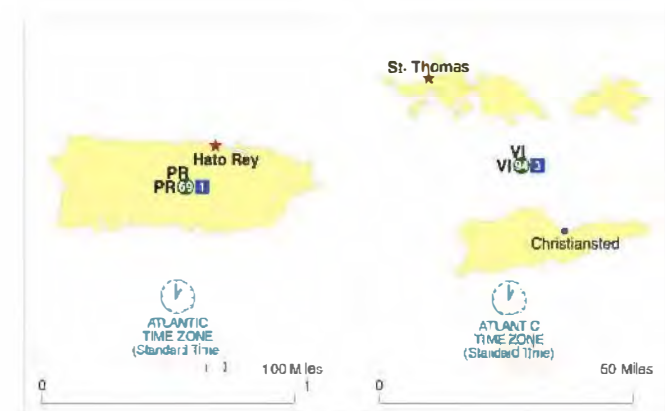 Hato Rey
PR
PR 69 1
ATLANTIC
TIME ZONE
(Standard Time
100 Miles
0
St. Thomas
VI
VI 94 3
Christiansted
ATLANTIC
TIME ZONE
(Standard Time)
50 Miles
0